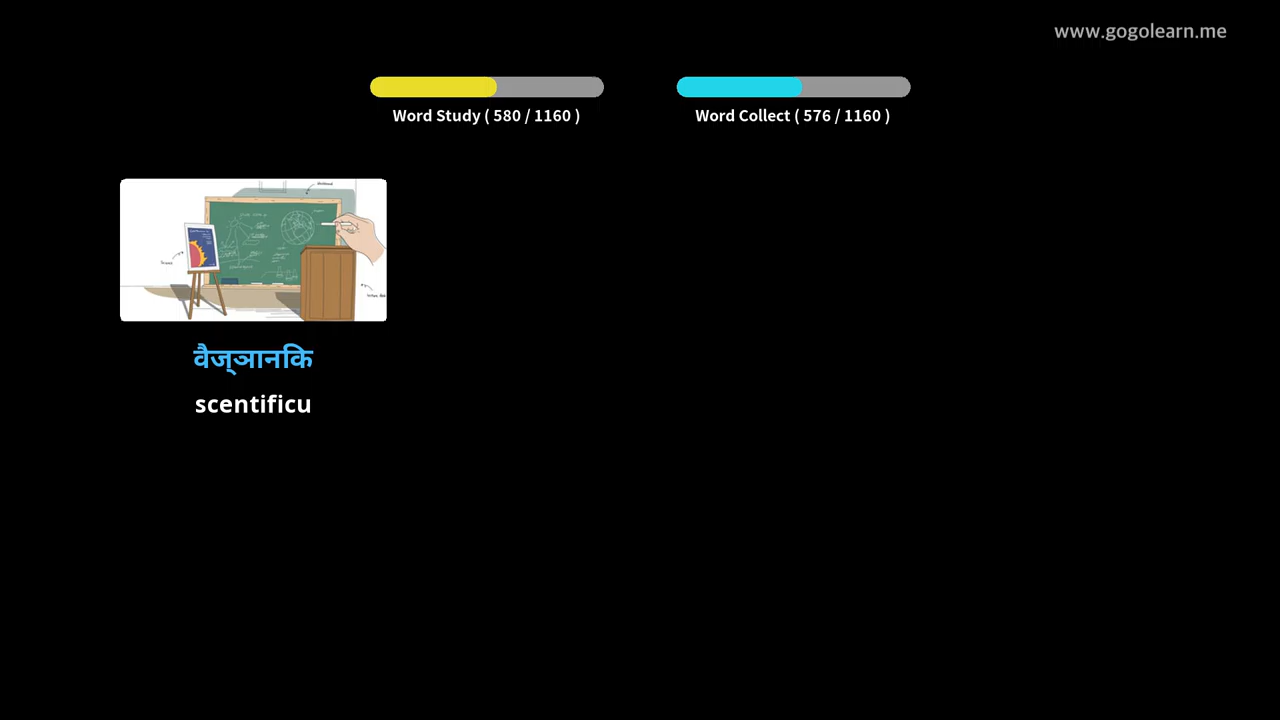 www.gogolearn.me
Word Study ( 580 / 1160 )
Word Collect ( 576 / 1160 )
वैज्ञानकि
scentificu